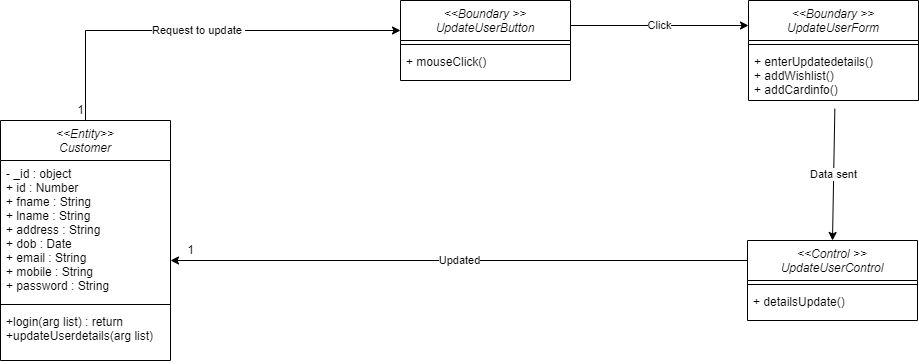 <<Boundary >>
UpdateUserButton
+ mouseClick()
Request to update
Click
<<Boundary >>
UpdateUserForm
+ enterUpdatedetails()
+ addWishlist()
+ addCardinfo()
1
<<Entity>>
Customer
- _id : object
+ id : Number
+ fname : String
+ lname : String
+ address : String
+ dob : Date
+ email : String
+ mobile : String
+ password : String
+login(arg list) : return
+updateUserdetails(arg list)
Data sent
1
Updated
<<Control >>
UpdateUserControl
+ detailsUpdate()